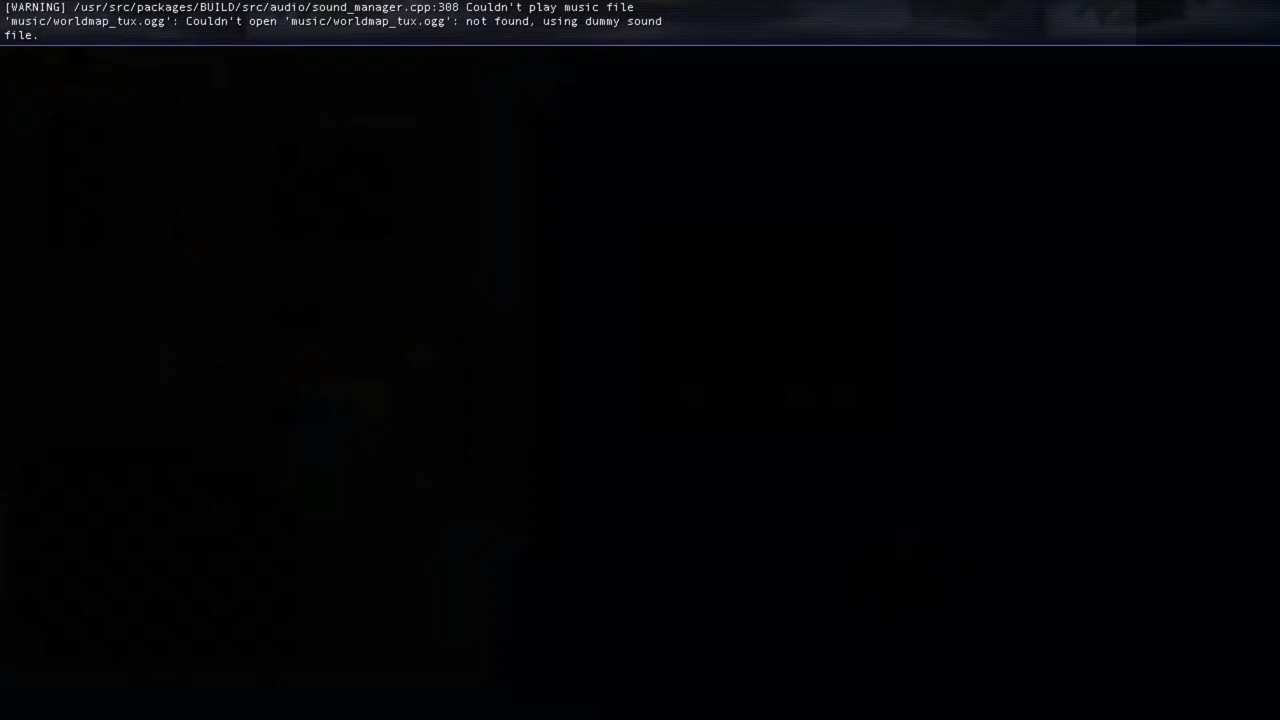 [WARNING] /usr/src/packages/BUILD/src/audio/sound_manager.cpp:308 Couldn't play music file
'music/worldmap_tux.ogg': Couldn't open 'music/worldmap_tux.ogg': not found, using dummy sound
file.